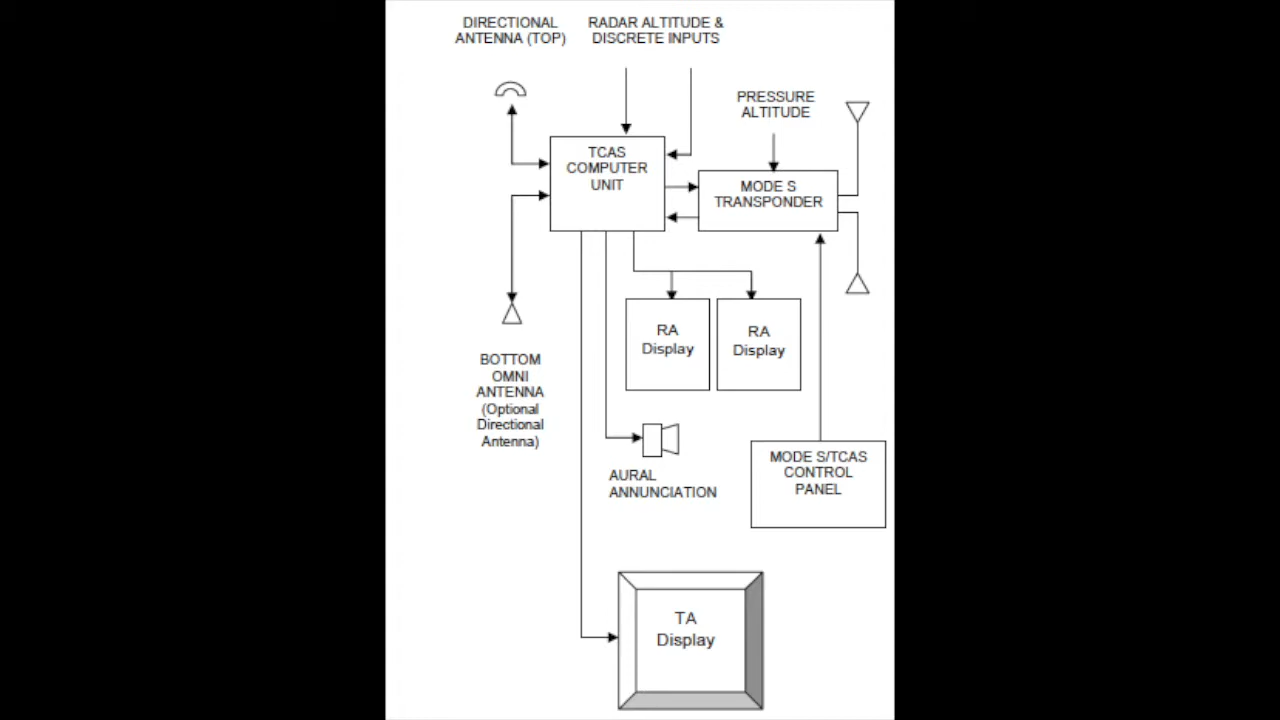 DIRECTIONAL
ANTENNA (TOP)
RADAR ALTITUDE &
DISCRETE INPUTS
PRESSURE
ALTITUDE
TCAS
COMPUTER
UNIT
MODE S
TRANSPONDER
RA
Display
RA
Display
BOTTOM
OMNI
ANTENNA
(Optional
Directional
Antenna)
AURAL
ANNUNCIATION
MODE S/TCAS
CONTROL
PANEL
TA
Display